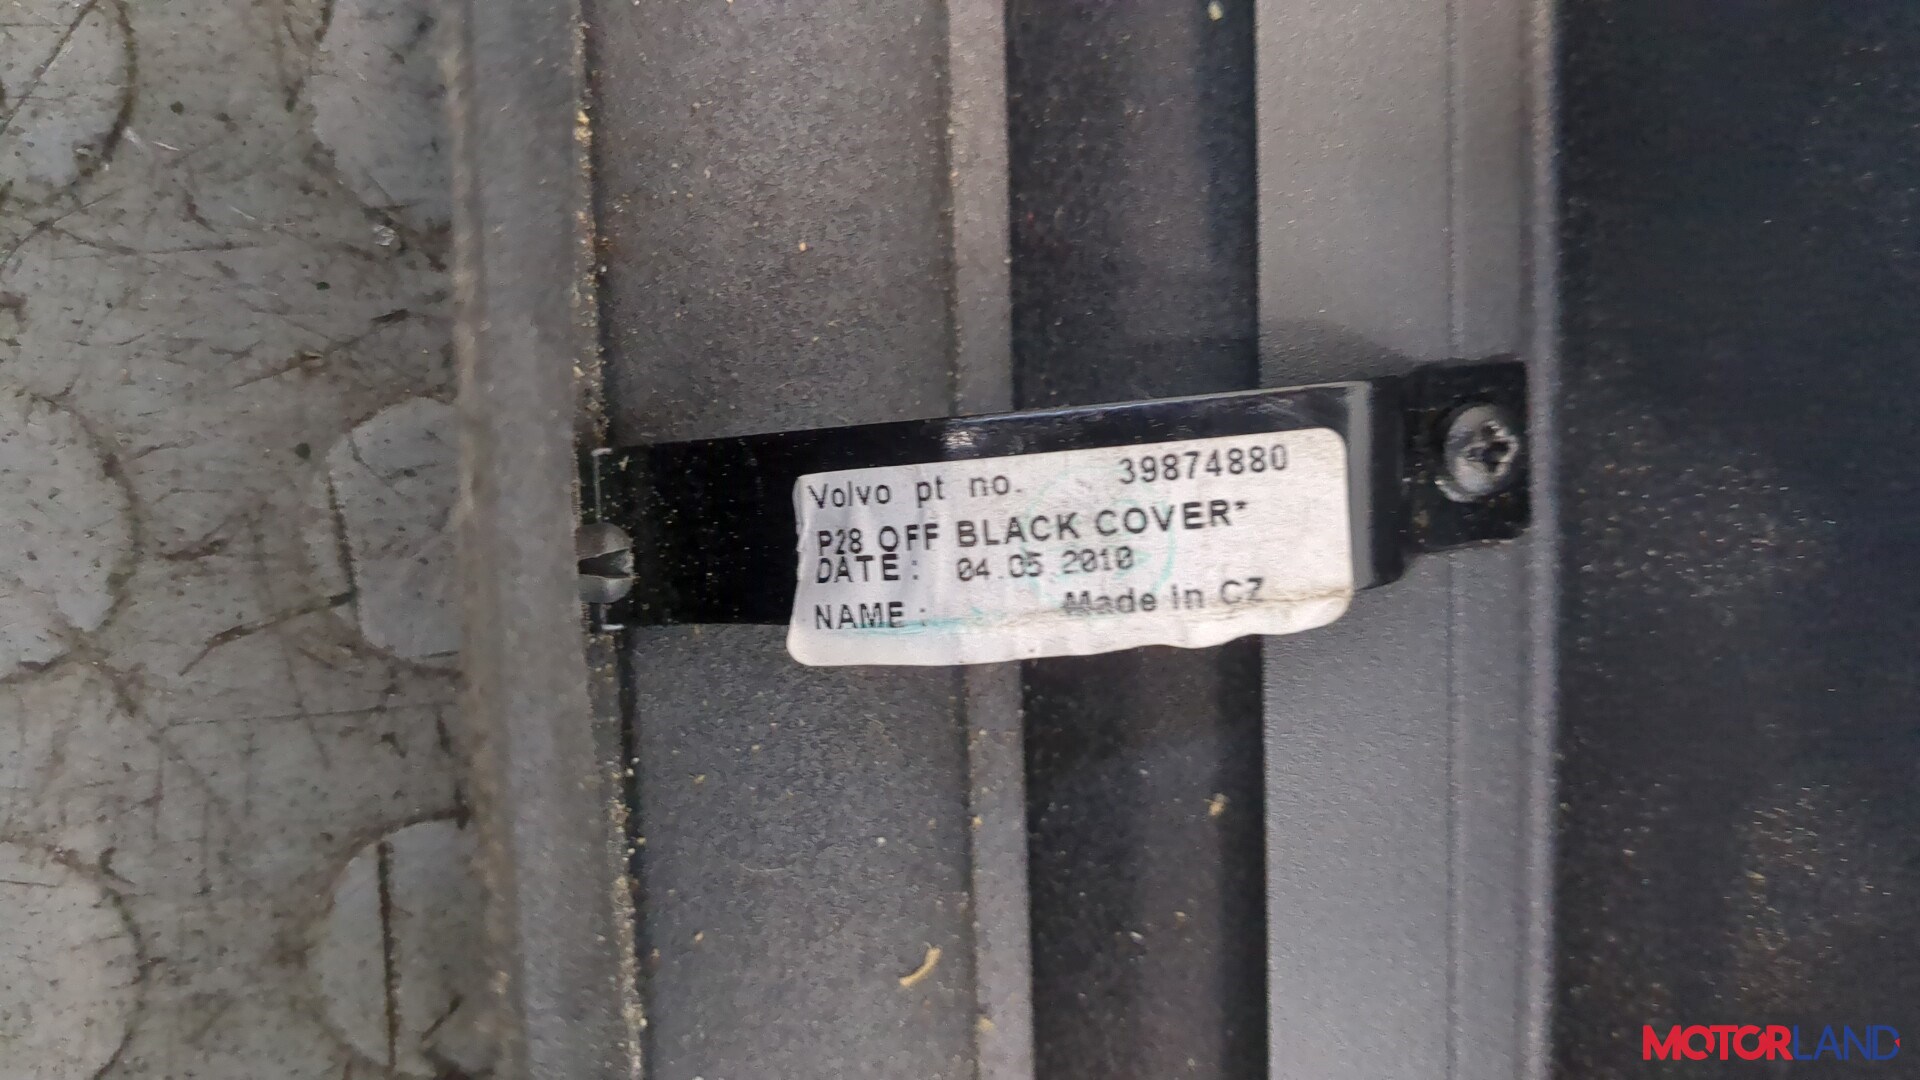 Volvo pt no. 39874880
P28 OFF BLACK COVER*
DATE: 04.05 2010
NAME: Made in CZ
MOTORLAND